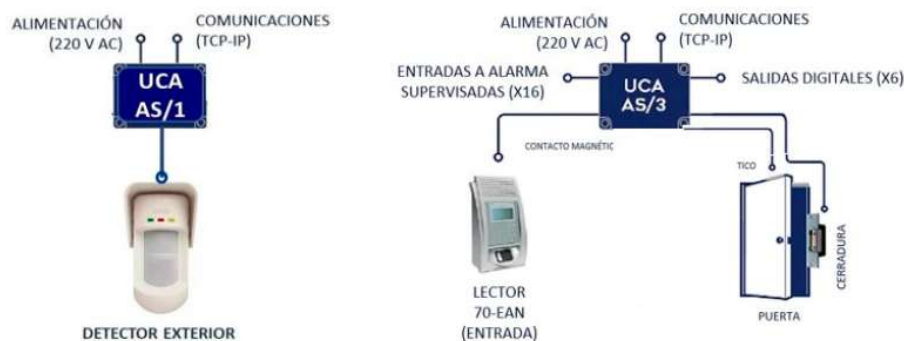 ALIMENTACIÓN
(220 V AC)
COMUNICACIONES
(TCP-IP)
UCA
AS/1
DETECTOR EXTERIOR
ALIMENTACIÓN
(220 V AC)
COMUNICACIONES
(TCP-IP)
ENTRADAS A ALARMA
SUPERVISADAS (X16)
UCA
AS/3
SALIDAS DIGITALES (X6)
CONTACTO MAGNÉTIC
TICO
LECTOR
70-EAN
(ENTRADA)
CERRADURA
PUERTA